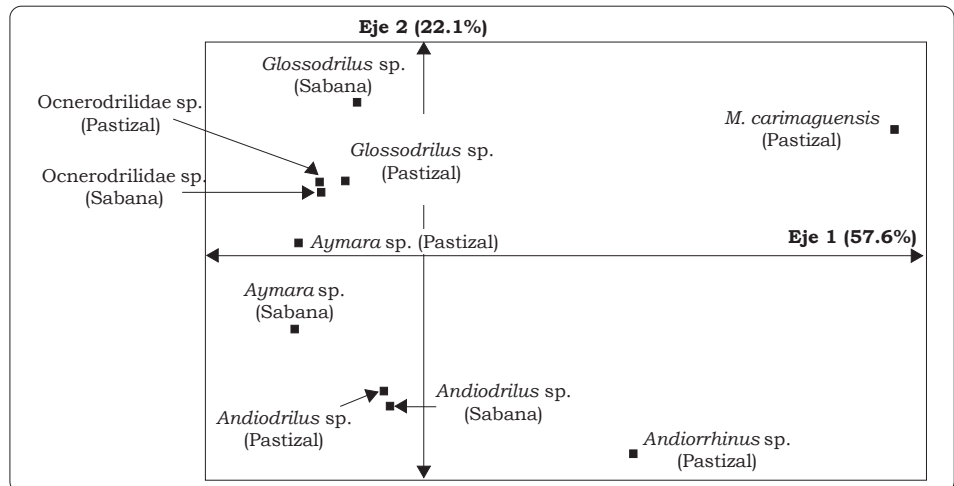 Eje 2 (22.1%)
Glossodrilus sp.
(Sabana)
Ocnerodrilidae sp.
(Pastizal)
M. carimaguensis
(Pastizal)
Glossodrilus sp.
(Pastizal)
Ocnerodrilidae sp.
(Sabana)
Aymara sp. (Pastizal)
Eje 1 (57.6%)
Aymara sp.
(Sabana)
Andiodrilus sp.
(Pastizal)
Andiodrilus sp.
(Sabana)
Andiorrhinus sp.
(Pastizal)